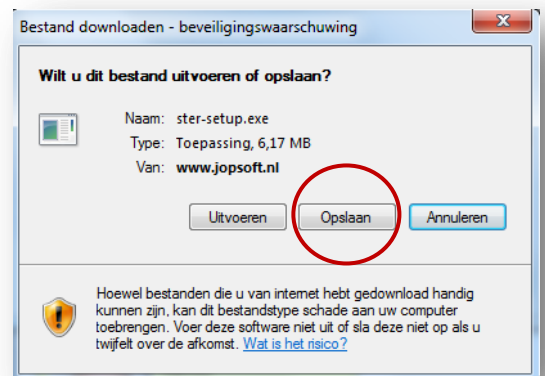 Bestand downloaden - beveiligingswaarschuwing
Wilt u dit bestand uitvoeren of opslaan?
Naam: ster-setup.exe
Type: Toepassing, 6,17 MB
Van: www.jopsoft.nl
Uitvoeren Opslaan Annuleren
Hoewel bestanden die u van internet hebt gedownload handig
kunnen zijn, kan dit bestandstype schade aan uw computer
toebrengen. Voer deze software niet uit of sla deze niet op als u
twijfelt over de afkomst. Wat is het risico?